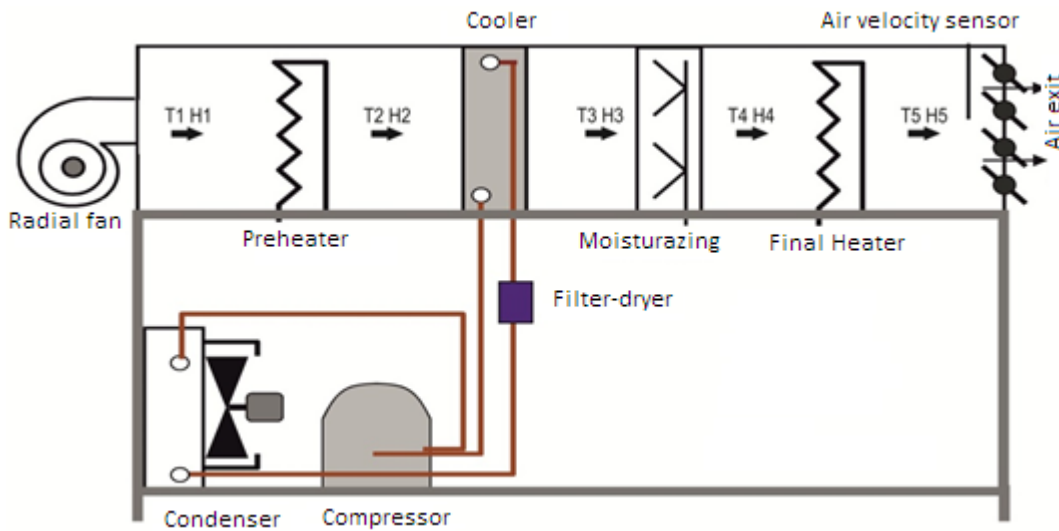 Cooler
Air velocity sensor
T1 H1
T2 H2
T3 H3
T4 H4
T5 H5
Air exit
Radial fan
Preheater
Moisturazing
Final Heater
Filter-dryer
Condenser
Compressor